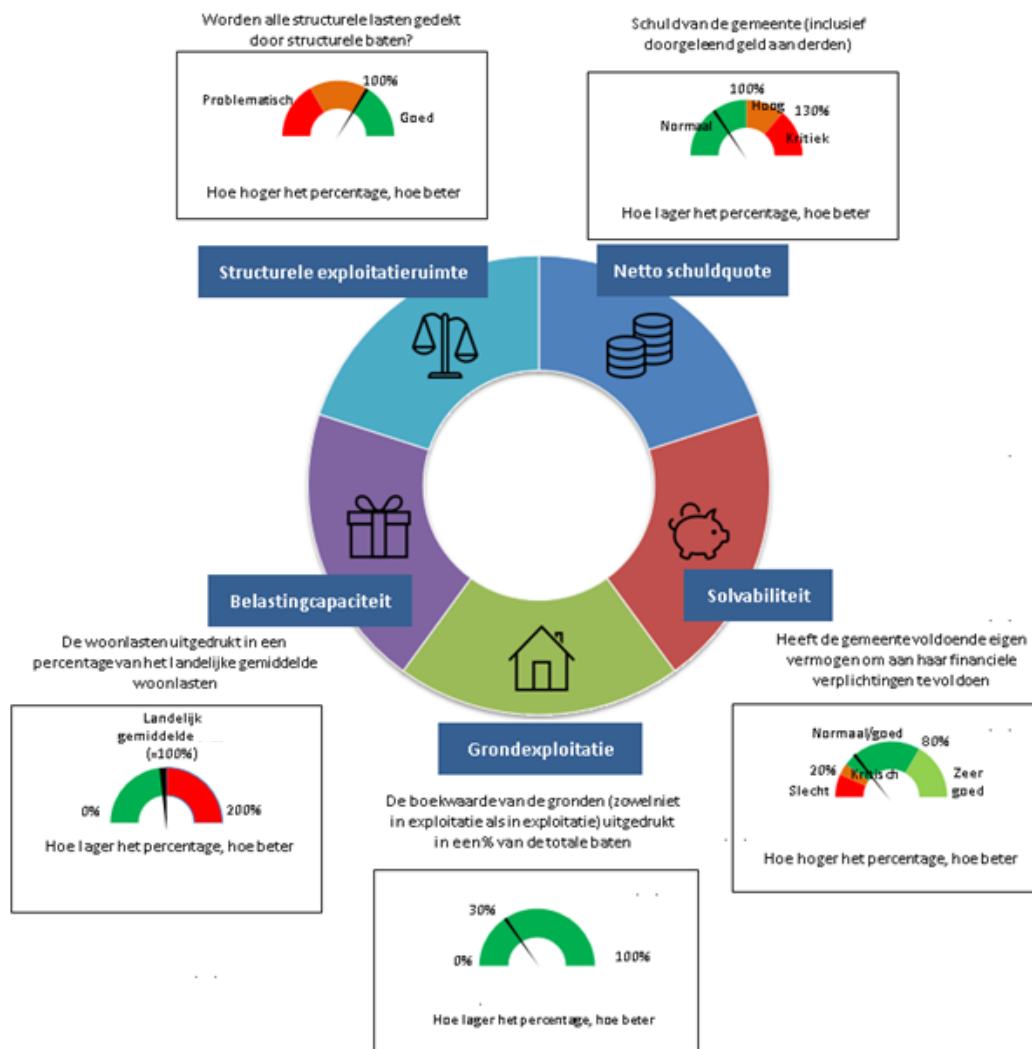 Worden alle structurele lasten gedekt
door structurele baten?
100%
Problematisch
Goed
Hoe hoger het percentage, hoe beter
Schuld van de gemeente (inclusief
doorgeleend geld aan derden)
100%
Hoog
130%
Normaal
Kritiek
Hoe lager het percentage, hoe beter
Structurele exploitatieruimte
Netto schuldquote
Belastingcapaciteit
Solvabiliteit
De woonlasten uitgedrukt in een
percentage van het landelijke gemiddelde
woonlasten
Landelijk
gemiddelde
(=100%)
0%
200%
Hoe lager het percentage, hoe beter
Heeft de gemeente voldoende eigen
vermogen om aan haar financiele
verplichtingen te voldoen
Normaal/goed
80%
20%
Kritisch
Zeer
Slecht
goed
Hoe hoger het percentage, hoe beter
Grondexploitatie
De boekwaarde van de gronden (zowel niet
in exploitatie als in exploitatie) uitgedrukt
in een % van de totale baten
30%
0%
100%
Hoe lager het percentage, hoe beter